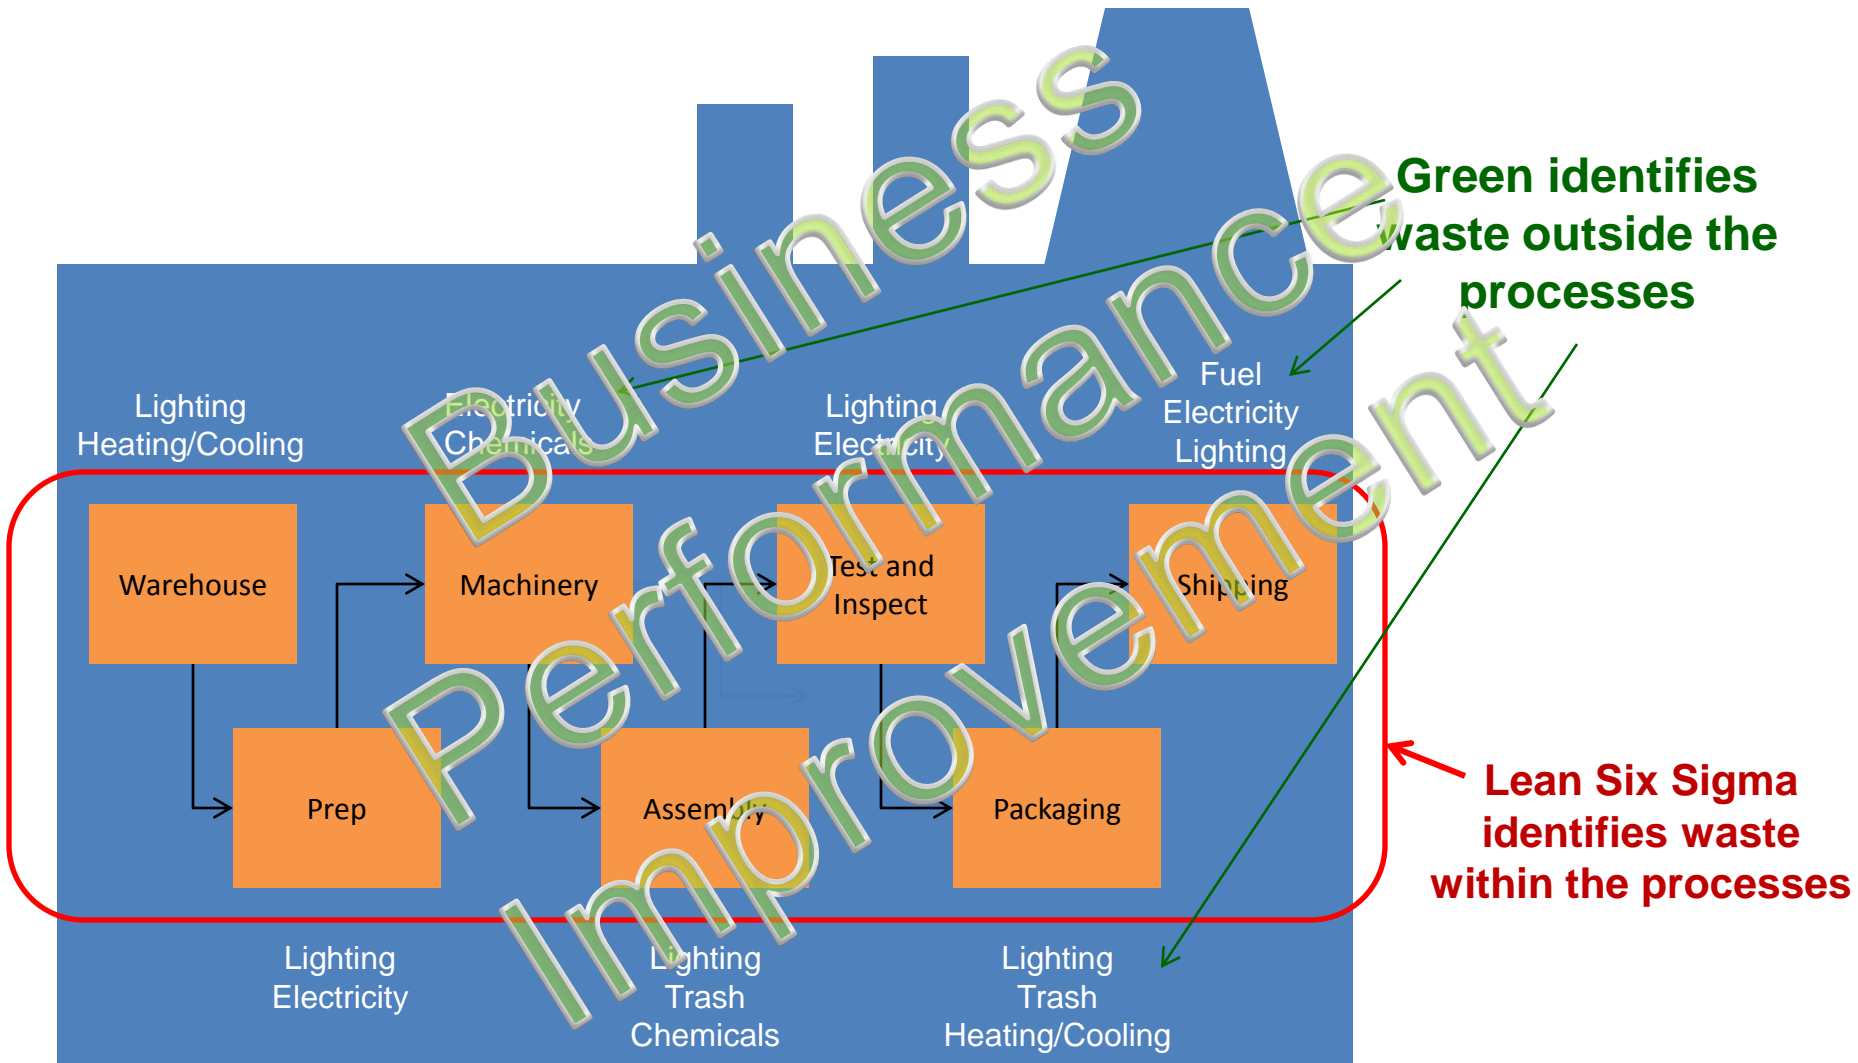 Business
Performance
Improvement
Green identifies
waste outside the
processes
Lighting
Heating/Cooling
Electricity
Chemicals
Lighting
Electricity
Fuel
Electricity
Lighting
Warehouse
Machinery
Test and
Inspect
Shipping
Prep
Assembly
Packaging
Lean Six Sigma
identifies waste
within the processes
Lighting
Electricity
Lighting
Trash
Chemicals
Lighting
Trash
Heating/Cooling